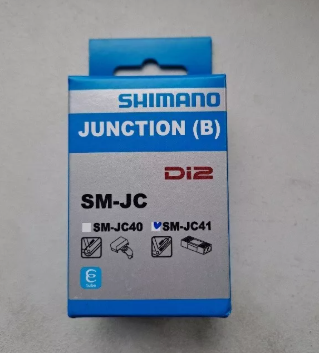 SHIMANO
JUNCTION (B)
Di2
SM-JC
SM-JC40 SM-JC41